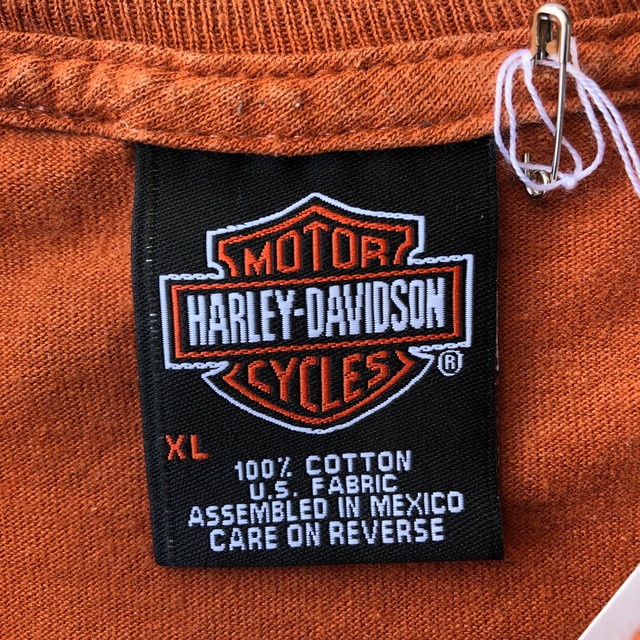 MOTOR
HARLEY-DAVIDSON
CYCLES
®
XL
100% COTTON
U.S. FABRIC
ASSEMBLED IN MEXICO
CARE ON REVERSE